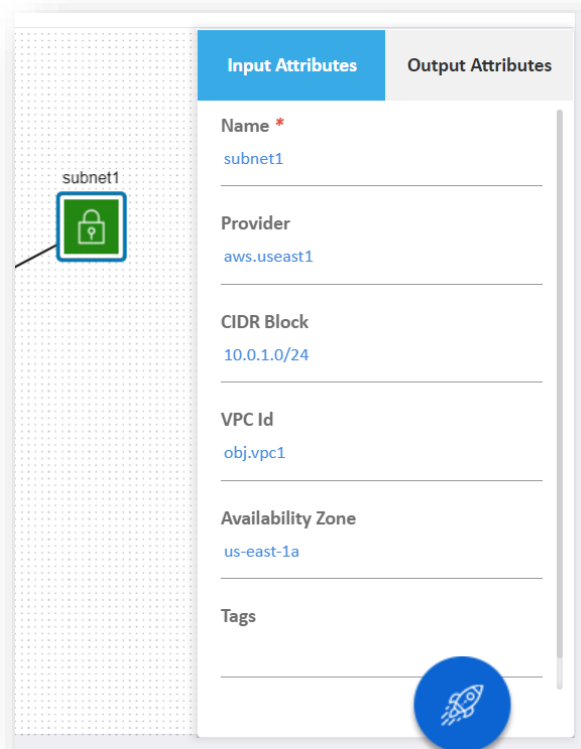 Input Attributes
Output Attributes
Name *
subnet1
subnet1
Provider
aws.useast1
CIDR Block
10.0.1.0/24
VPC Id
obj.vpc1
Availability Zone
us-east-1a
Tags